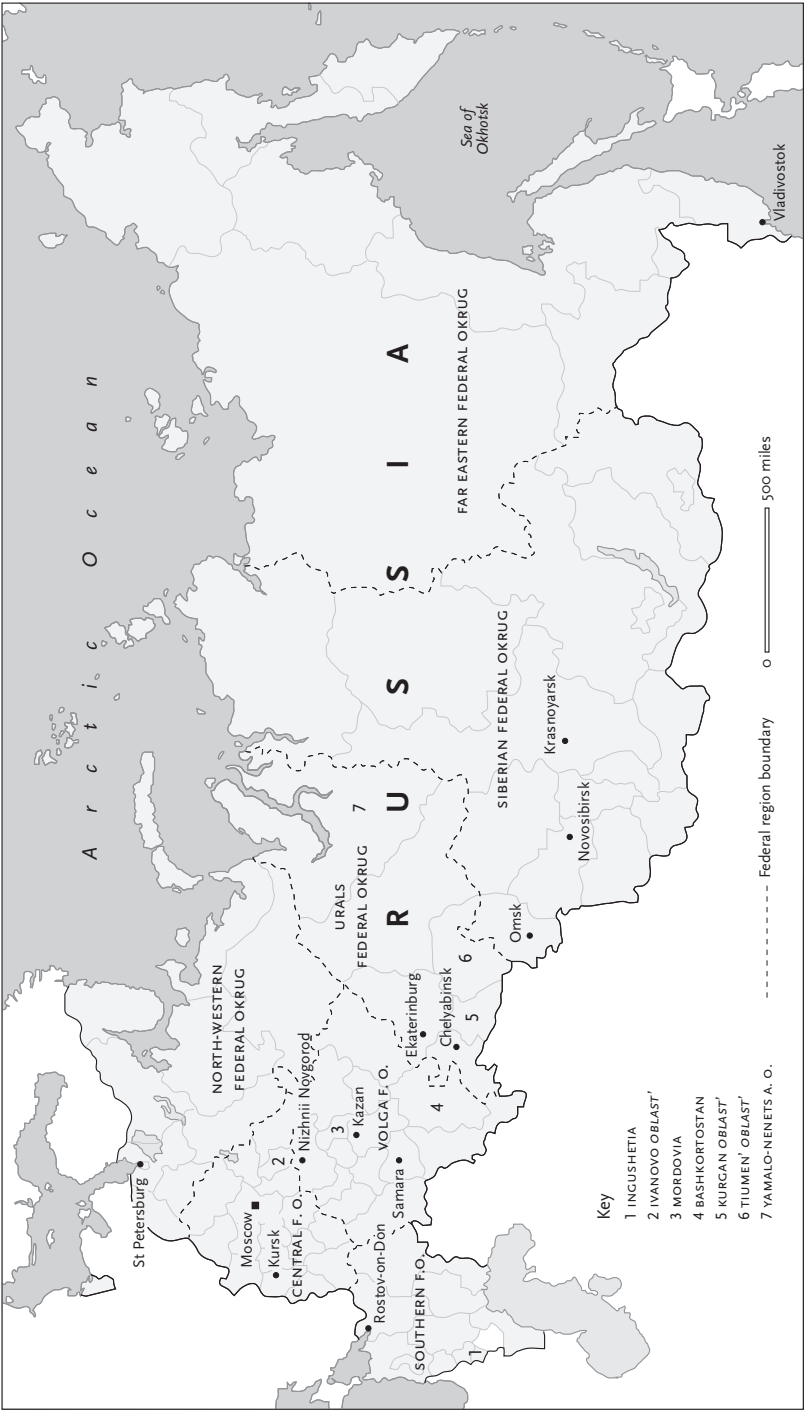 Arctic Ocean
Sea of
Okhotsk
RUSSIA
NORTH-WESTERN
FEDERAL OKRUG
URALS
FEDERAL OKRUG
7
SIBERIAN FEDERAL OKRUG
FAR EASTERN FEDERAL OKRUG
St Petersburg
Moscow
Kursk
CENTRAL F. O.
2
Nizhnii Novgorod
3
Kazan
VOLGA F. O.
Samara
4
Rostov-on-Don
SOUTHERN F.O.
1
Ekaterinburg
Chelyabinsk
5
6
Omsk
Novosibirsk
Krasnoyarsk
Vladivostok
Key
1 INGUSHETIA
2 IVANOVO OBLAST'
3 MORDOVIA
4 BASHKORTOSTAN
5 KURGAN OBLAST'
6 TIUMEN' OBLAST'
7 YAMALO-NENETS A. O.
Federal region boundary
0 500 miles